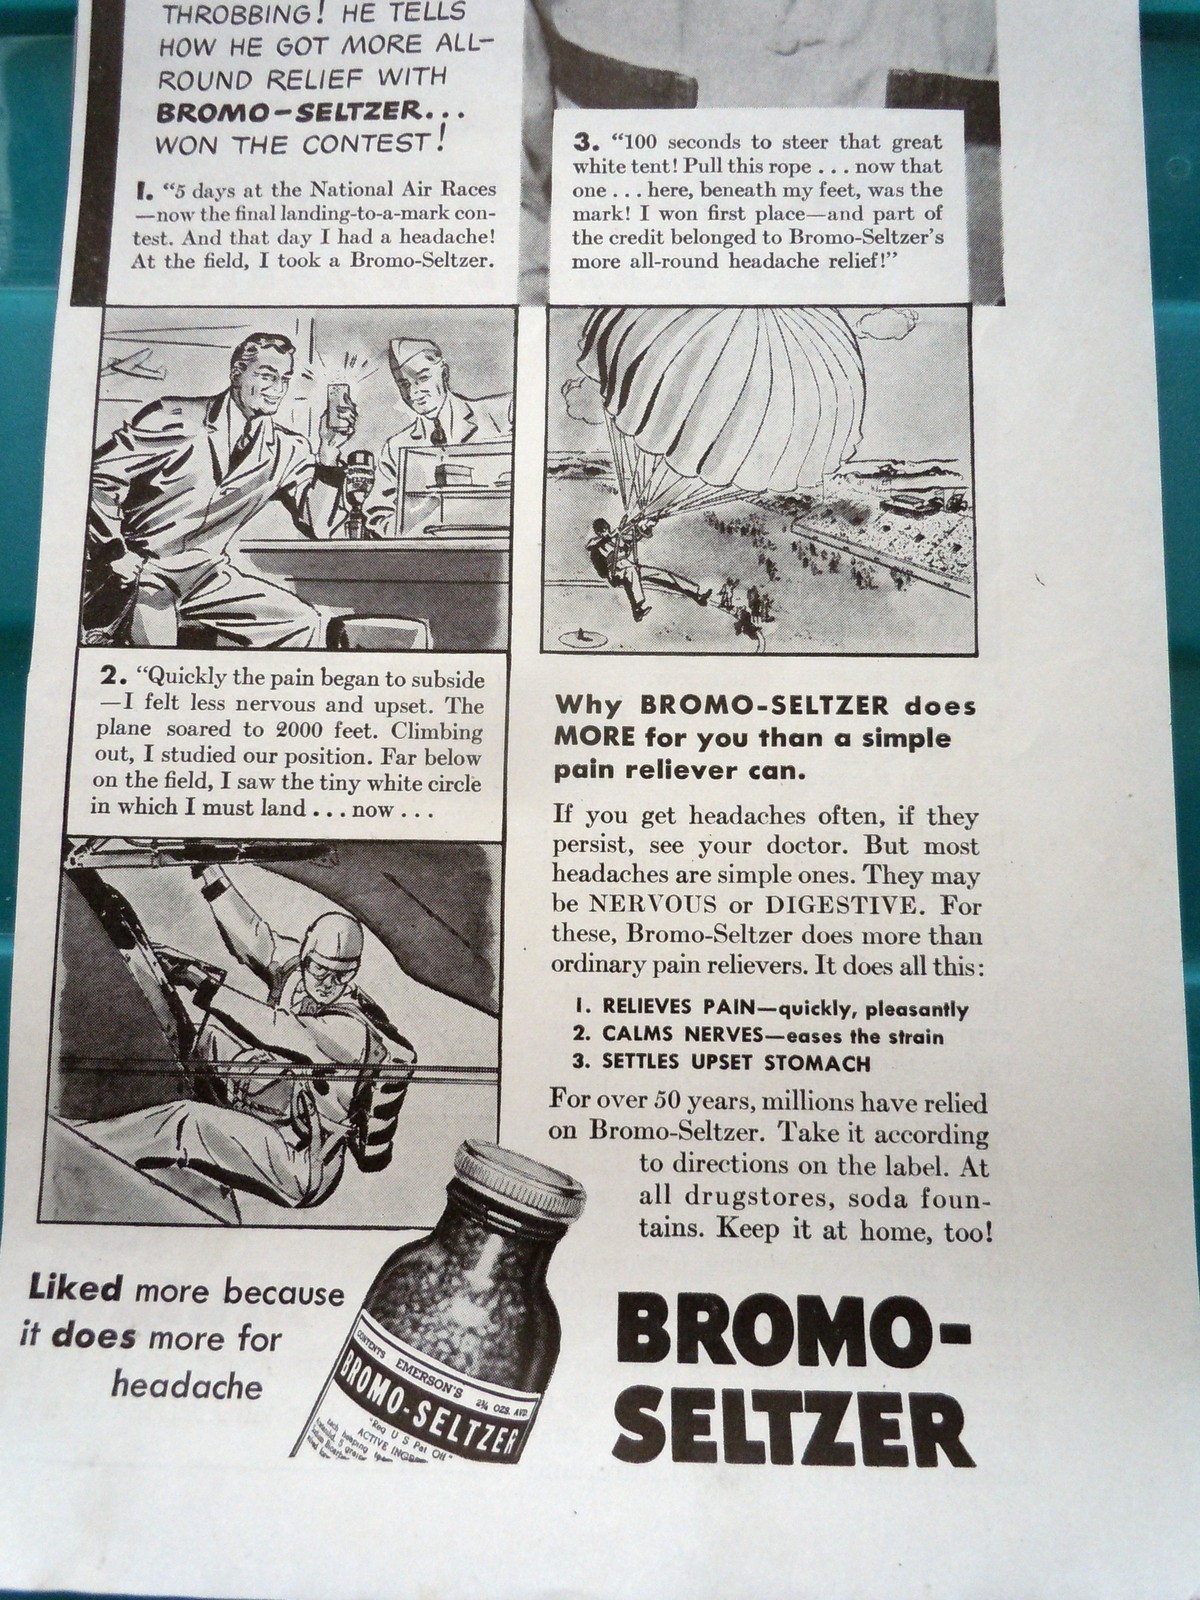 THROBBING! HE TELLS
HOW HE GOT MORE ALL-
ROUND RELIEF WITH
BROMO-SELTZER...
WON THE CONTEST!
1. "5 days at the National Air Races
—now the final landing-to-a-mark con-
test. And that day I had a headache!
At the field, I took a Bromo-Seltzer.
2. "Quickly the pain began to subside
—I felt less nervous and upset. The
plane soared to 2000 feet. Climbing
out, I studied our position. Far below
on the field, I saw the tiny white circle
in which I must land . . . now . . .
3. "100 seconds to steer that great
white tent! Pull this rope . . . now that
one . . . here, beneath my feet, was the
mark! I won first place—and part of
the credit belonged to Bromo-Seltzer's
more all-round headache relief!"
Why BROMO-SELTZER does
MORE for you than a simple
pain reliever can.
If you get headaches often, if they
persist, see your doctor. But most
headaches are simple ones. They may
be NERVOUS or DIGESTIVE. For
these, Bromo-Seltzer does more than
ordinary pain relievers. It does all this:
1. RELIEVES PAIN—quickly, pleasantly
2. CALMS NERVES—eases the strain
3. SETTLES UPSET STOMACH
For over 50 years, millions have relied
on Bromo-Seltzer. Take it according
to directions on the label. At
all drugstores, soda foun-
tains. Keep it at home, too!
Liked more because
it does more for
headache
CONTENTS EMERSON'S 2¾ OZS. AVD.
BROMO-SELTZER
"Reg U S Pat Off"
BROMO-
SELTZER